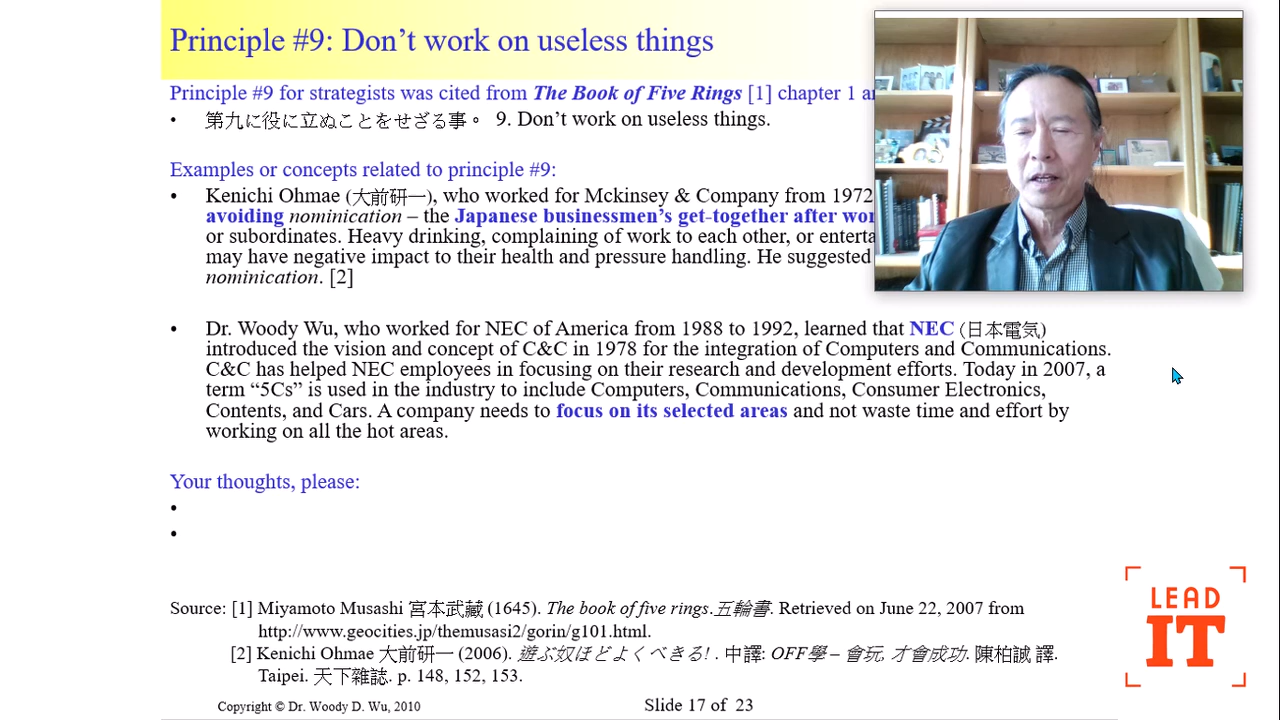 Principle #9: Don’t work on useless things
Principle #9 for strategists was cited from The Book of Five Rings [1] chapter 1
• 第九に役に立ぬことをせざる事。 9. Don’t work on useless things.
Examples or concepts related to principle #9:
• Kenichi Ohmae (大前研一), who worked for Mckinsey & Company from 1972
avoiding nominication – the Japanese businessmen’s get-together after
or subordinates. Heavy drinking, complaining of work to each other, or
may have negative impact to their health and pressure handling. He suggested
nominication. [2]
• Dr. Woody Wu, who worked for NEC of America from 1988 to 1992, learned that NEC (日本電気)
introduced the vision and concept of C&C in 1978 for the integration of Computers and Communications.
C&C has helped NEC employees in focusing on their research and development efforts. Today in 2007, a
term “5Cs” is used in the industry to include Computers, Communications, Consumer Electronics,
Contents, and Cars. A company needs to focus on its selected areas and not waste time and effort by
working on all the hot areas.
Your thoughts, please:
•
•
Source: [1] Miyamoto Musashi 宮本武藏 (1645). The book of five rings.五輪書. Retrieved on June 22, 2007 from
http://www.geocities.jp/themusasi2/gorin/g101.html.
[2] Kenichi Ohmae 大前研一 (2006). 遊ぶ奴ほどよくべきる! . 中譯: OFF學 – 會玩, 才會成功. 陳柏誠 譯.
Taipei. 天下雜誌. p. 148, 152, 153.
Copyright © Dr. Woody D. Wu, 2010
Slide 17 of 23
LEAD
IT